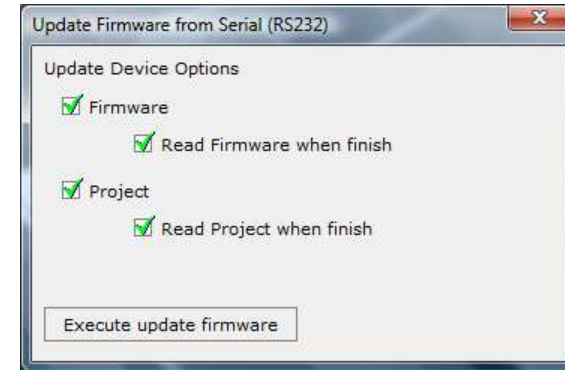 Update Firmware from Serial (RS232)
Update Device Options
Firmware
Read Firmware when finish
Project
Read Project when finish
Execute update firmware